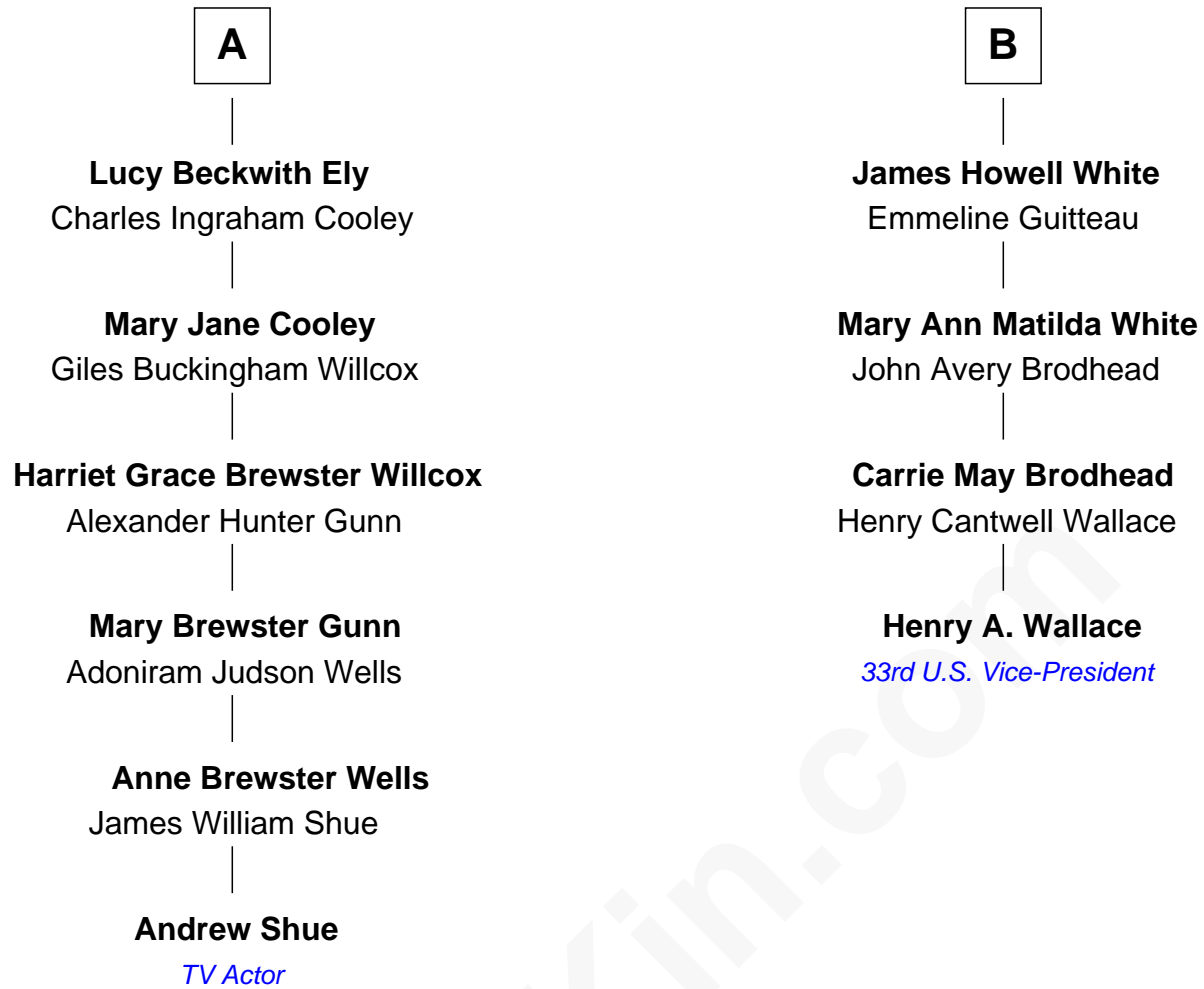 A
Lucy Beckwith Ely
Charles Ingraham Cooley
Mary Jane Cooley
Giles Buckingham Willcox
Harriet Grace Brewster Willcox
Alexander Hunter Gunn
Mary Brewster Gunn
Adoniram Judson Wells
Anne Brewster Wells
James William Shue
Andrew Shue
TV Actor
B
James Howell White
Emmeline Guitteau
Mary Ann Matilda White
John Avery Brodhead
Carrie May Brodhead
Henry Cantwell Wallace
Henry A. Wallace
33rd U.S. Vice-President
Kin.com